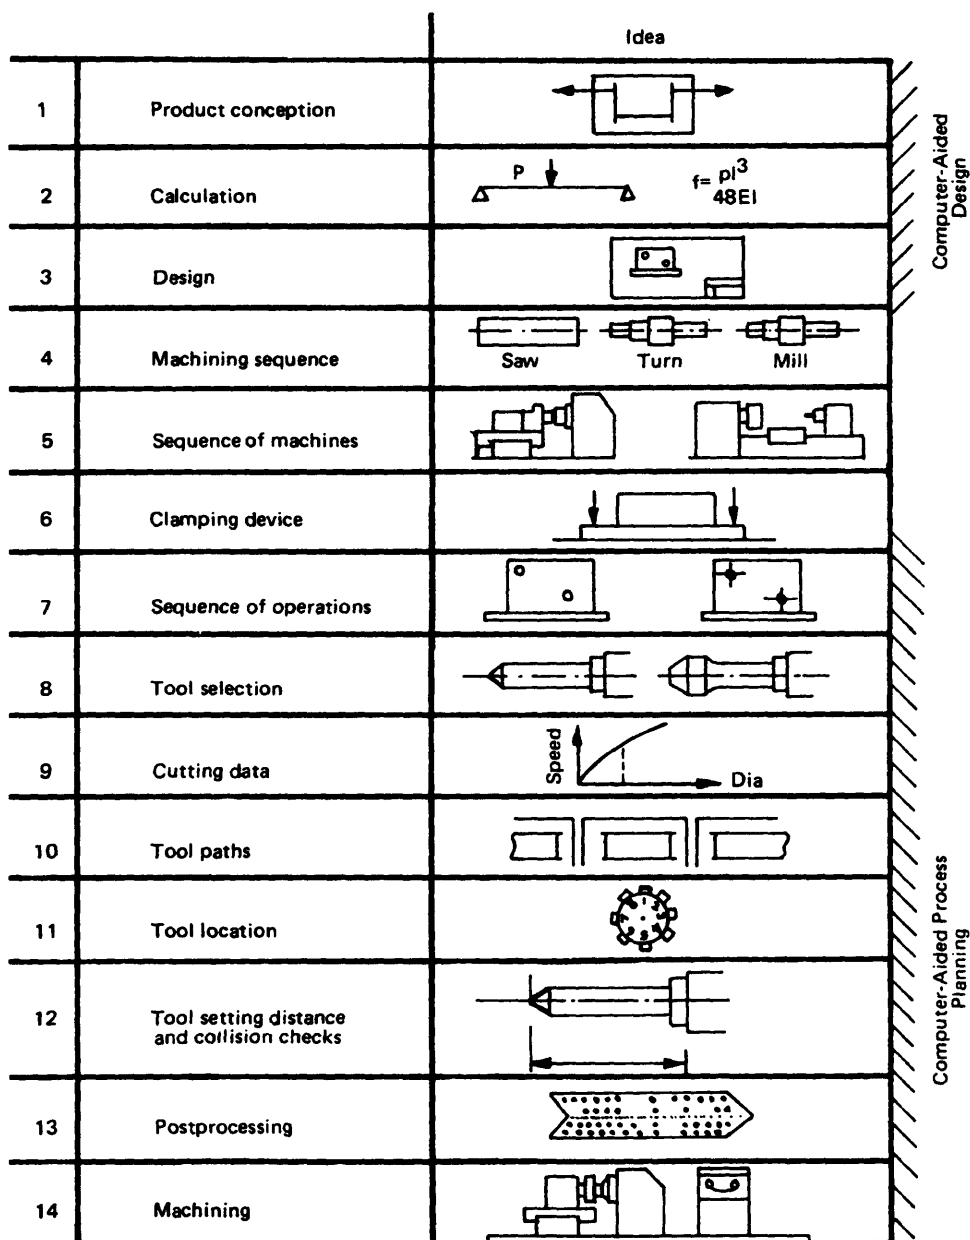 Idea
1 Product conception
2 Calculation P f= pl³
48EI
3 Design
4 Machining sequence
Saw Turn Mill
5 Sequence of machines
6 Clamping device
7 Sequence of operations
8 Tool selection
9 Cutting data Speed Dia
10 Tool paths
11 Tool location
12 Tool setting distance
and collision checks
13 Postprocessing
14 Machining
Computer-Aided
Design
Computer-Aided Process
Planning